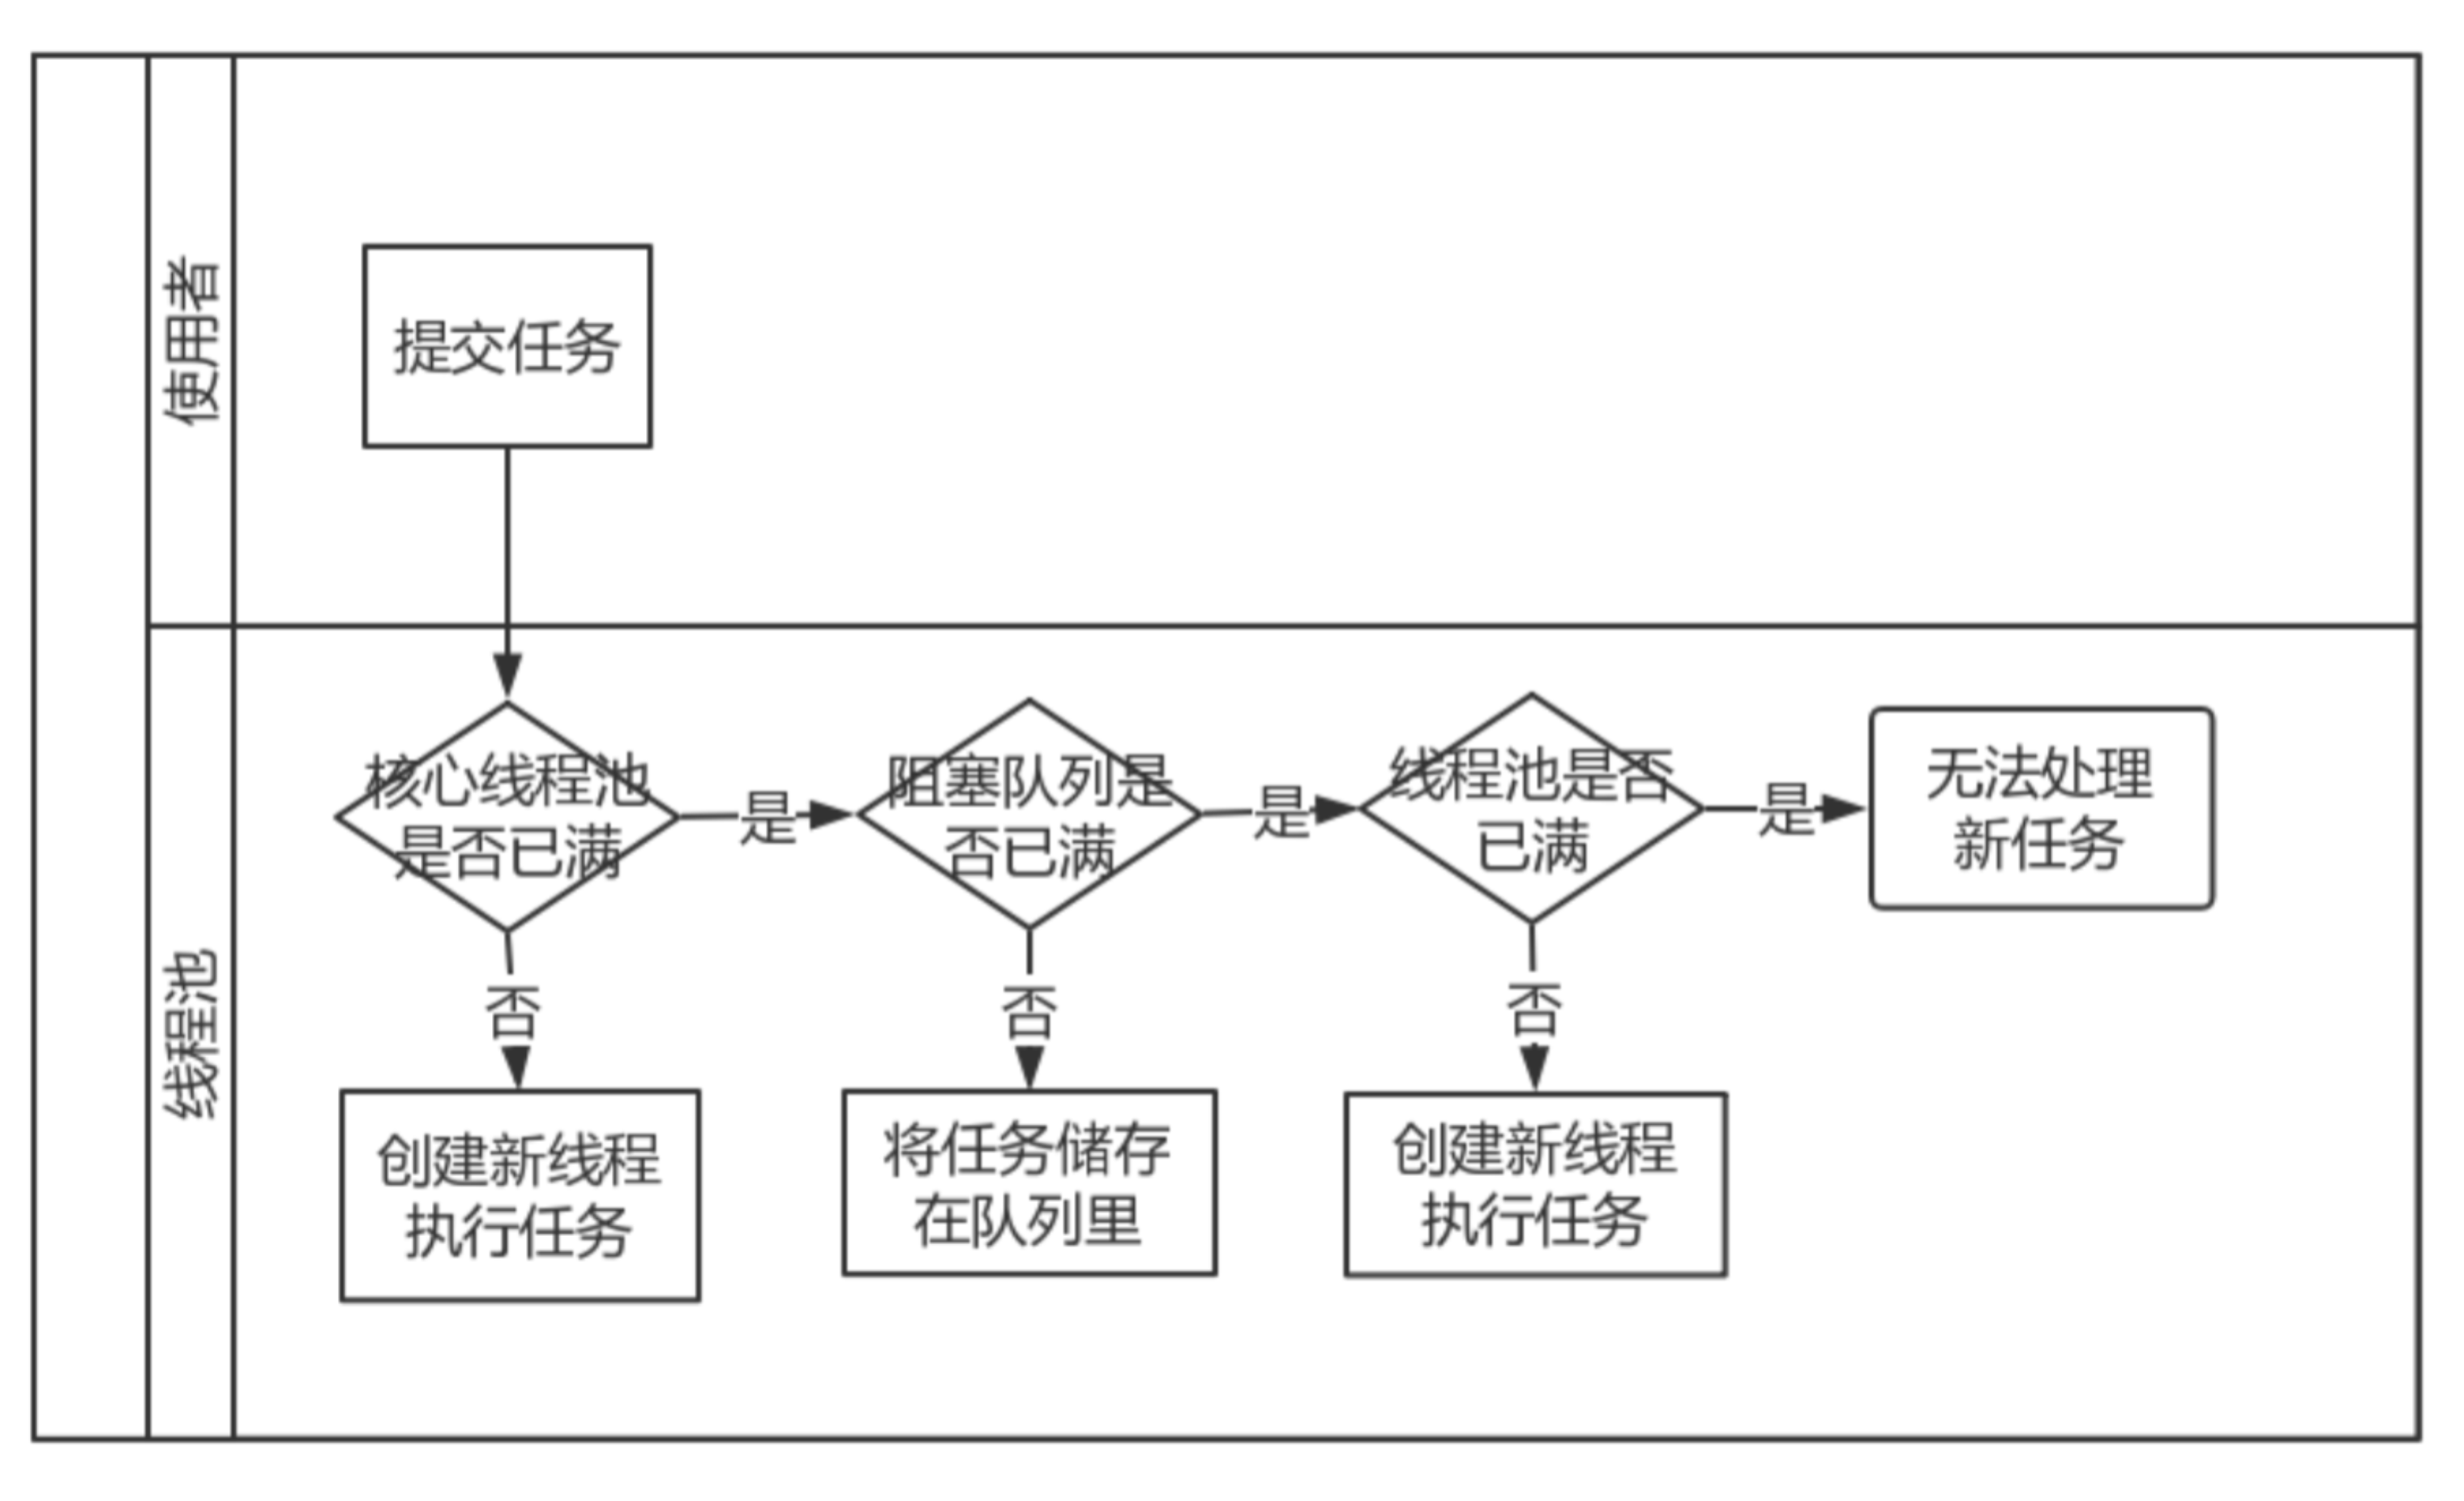 使用者
提交任务
线程池
核心线程池
是否已满
是
阻塞队列是
否已满
是
线程池是否
已满
是
无法处理
新任务
否
否
否
创建新线程
执行任务
将任务储存
在队列里
创建新线程
执行任务